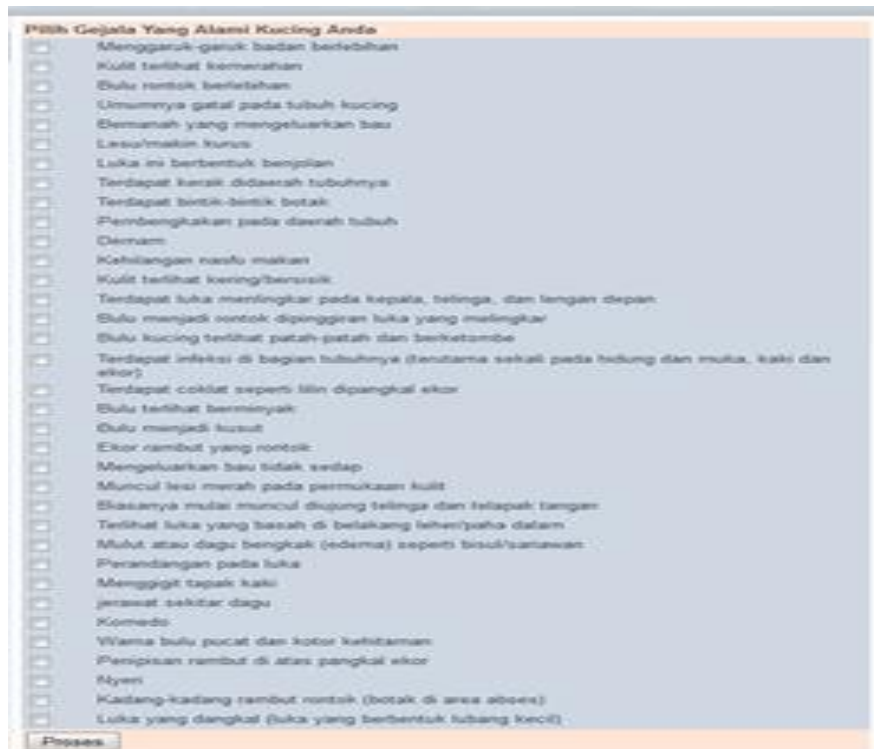 Pilih Gejala Yang Alami Kucing Anda
Menggaruk-garuk badan berlebihan
Kulit terlihat kemerahan
Bulu rontok berlebihan
Umumnya gatal pada tubuh kucing
Bernanah yang mengeluarkan bau
Lesu/makin kurus
Luka ini berbentuk benjolan
Terdapat kerak didaerah tubuhnya
Terdapat bintik-bintik botak
Pembengkakan pada daerah tubuh
Demam
Kehilangan nasfu makan
Kulit terlihat kering/bersisik
Terdapat luka menlingkar pada kepala, telinga, dan lengan depan
Bulu menjadi rontok dipinggiran luka yang melingkar
Bulu kucing terlihat patah-patah dan berketombe
Terdapat infeksi di bagian tubuhnya (terutama sekali pada hidung dan muka, kaki dan
ekor)
Terdapat coklat seperti lilin dipangkal ekor
Bulu terlihat berminyak
Bulu menjadi kusut
Ekor rambut yang rontok
Mengeluarkan bau tidak sedap
Muncul lesi merah pada permukaan kulit
Biasanya mulai muncul diujung telinga dan telapak tangan
Terlihat luka yang basah di belakang leher/paha dalam
Mulut atau dagu bengkak (edema) seperti bisul/sariawan
Perandangan pada luka
Menggigit tapak kaki
jerawat sekitar dagu
Komedo
Warna bulu pucat dan kotor kehitaman
Penipisan rambut di atas pangkal ekor
Nyeri
Kadang-kadang rambut rontok (botak di area abses)
Luka yang dangkal (luka yang berbentuk lubang kecil)
Proses